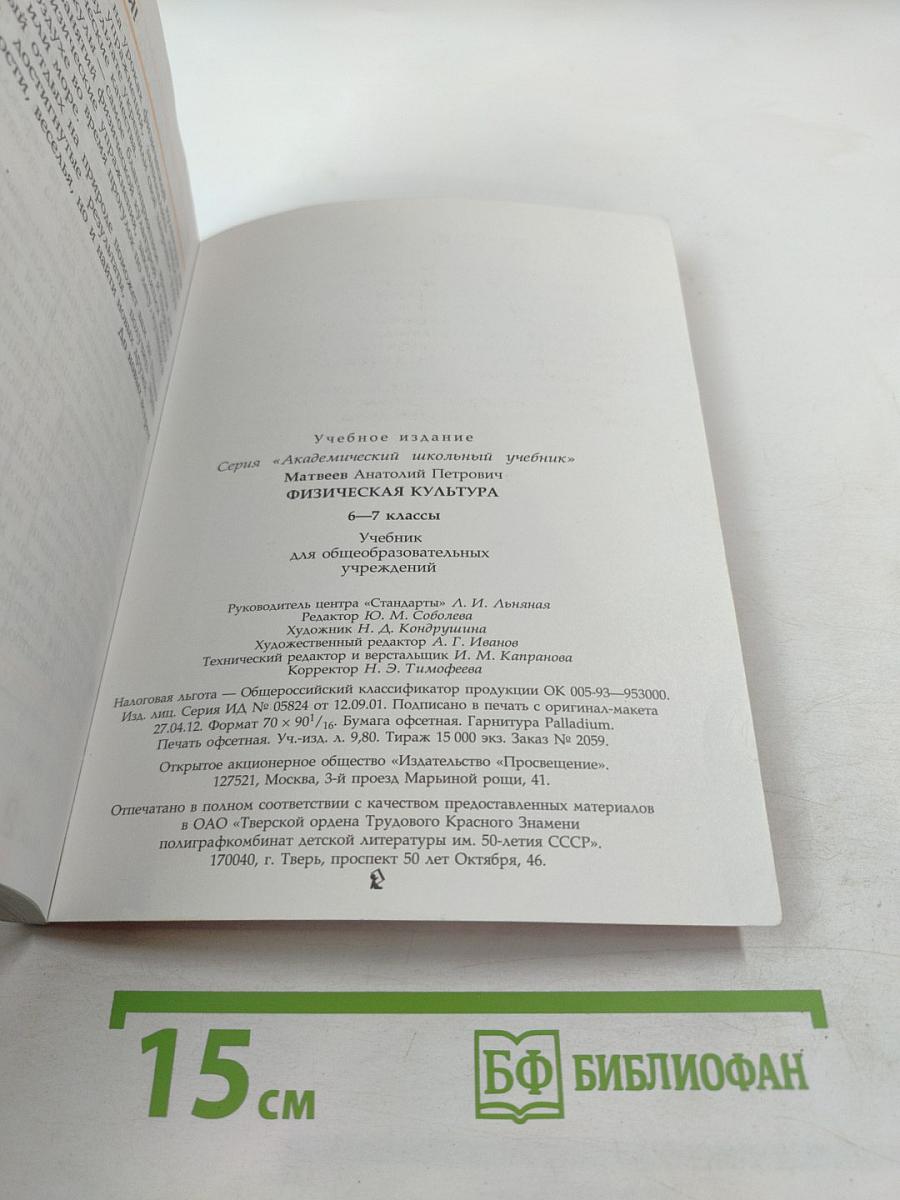 Учебное издание
Серия «Академический школьный учебник»
Матвеев Анатолий Петрович
ФИЗИЧЕСКАЯ КУЛЬТУРА
6—7 классы
Учебник
для общеобразовательных
учреждений
Руководитель центра «Стандарты» Л. И. Льняная
Редактор Ю. М. Соболева
Художник Н. Д. Кондрушина
Художественный редактор А. Г. Иванов
Технический редактор и верстальщик И. М. Капранова
Корректор Н. Э. Тимофеева
Налоговая льгота — Общероссийский классификатор продукции ОК 005-93—953000.
Изд. лиц. Серия ИД № 05824 от 12.09.01. Подписано в печать с оригинал-макета
27.04.12. Формат 70 × 90¹/₁₆. Бумага офсетная. Гарнитура Palladium.
Печать офсетная. Уч.-изд. л. 9,80. Тираж 15 000 экз. Заказ № 2059.
Открытое акционерное общество «Издательство «Просвещение».
127521, Москва, 3-й проезд Марьиной рощи, 41.
Отпечатано в полном соответствии с качеством предоставленных материалов
в ОАО «Тверской ордена Трудового Красного Знамени
полиграфкомбинат детской литературы им. 50-летия СССР».
170040, г. Тверь, проспект 50 лет Октября, 46.
15 см
БФ БИБЛИОФАН